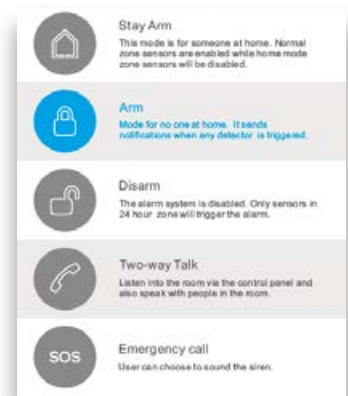 Stay Arm
This mode is for someone at home. Normal
zone sensors are enabled while home mode
zone sensors will be disabled.
Arm
Mode for no one at home. It sends
notifications when any detector is triggered.
Disarm
The alarm system is disabled. Only sensors in
24 hour zone will trigger the alarm.
Two-way Talk
Listen into the room via the control panel and
also speak with people in the room.
SOS
Emergency call
User can choose to sound the siren.